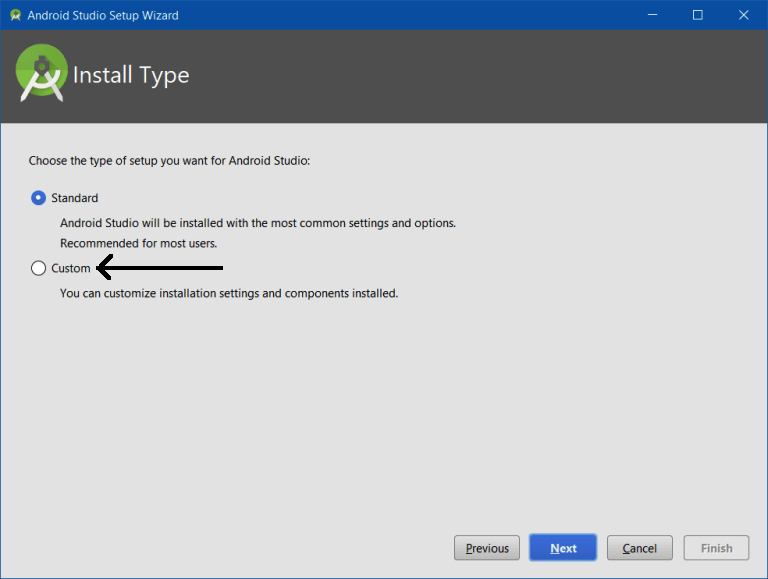 Android Studio Setup Wizard
Install Type
Choose the type of setup you want for Android Studio:
Standard
Android Studio will be installed with the most common settings and options.
Recommended for most users.
Custom
You can customize installation settings and components installed.
Previous
Next
Cancel
Finish